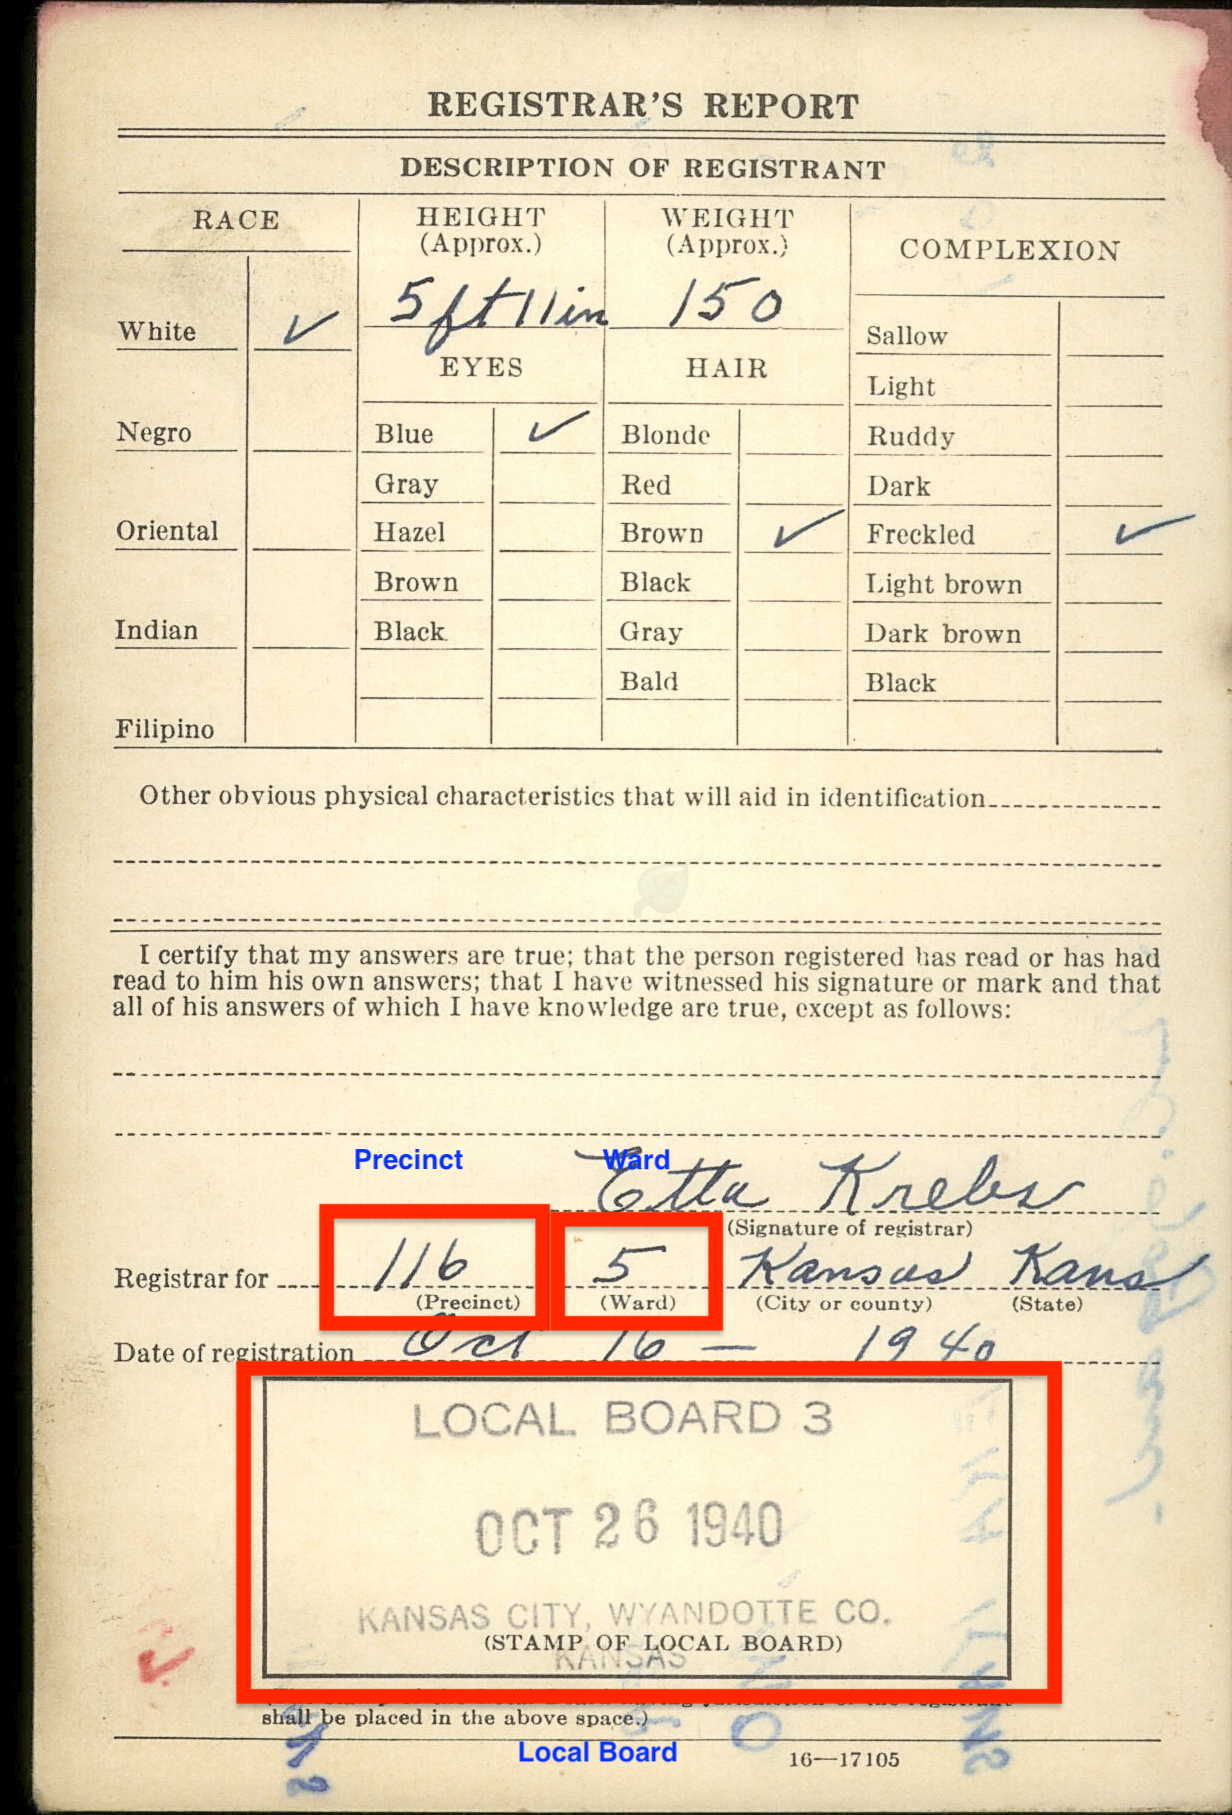 REGISTRAR'S REPORT
DESCRIPTION OF REGISTRANT
RACE
HEIGHT
(Approx.)
WEIGHT
(Approx.)
COMPLEXION
5 ft 11 in
150
White ✓
Sallow
EYES
HAIR
Light
Negro
Blue ✓
Blonde
Ruddy
Gray
Red
Dark
Oriental
Hazel
Brown ✓
Freckled ✓
Brown
Black
Light brown
Indian
Black
Gray
Dark brown
Bald
Black
Filipino
Other obvious physical characteristics that will aid in identification
I certify that my answers are true; that the person registered has read or has had
read to him his own answers; that I have witnessed his signature or mark and that
all of his answers of which I have knowledge are true, except as follows:
Precinct
Ward
Etta Krebs
(Signature of registrar)
Registrar for 116 5 Kansas Kans
(Precinct) (Ward) (City or county) (State)
Date of registration Oct 16 — 1940
LOCAL BOARD 3
OCT 26 1940
KANSAS CITY, WYANDOTTE CO.
(STAMP OF LOCAL BOARD)
KANSAS
shall be placed in the above space.)
Local Board
16—17105